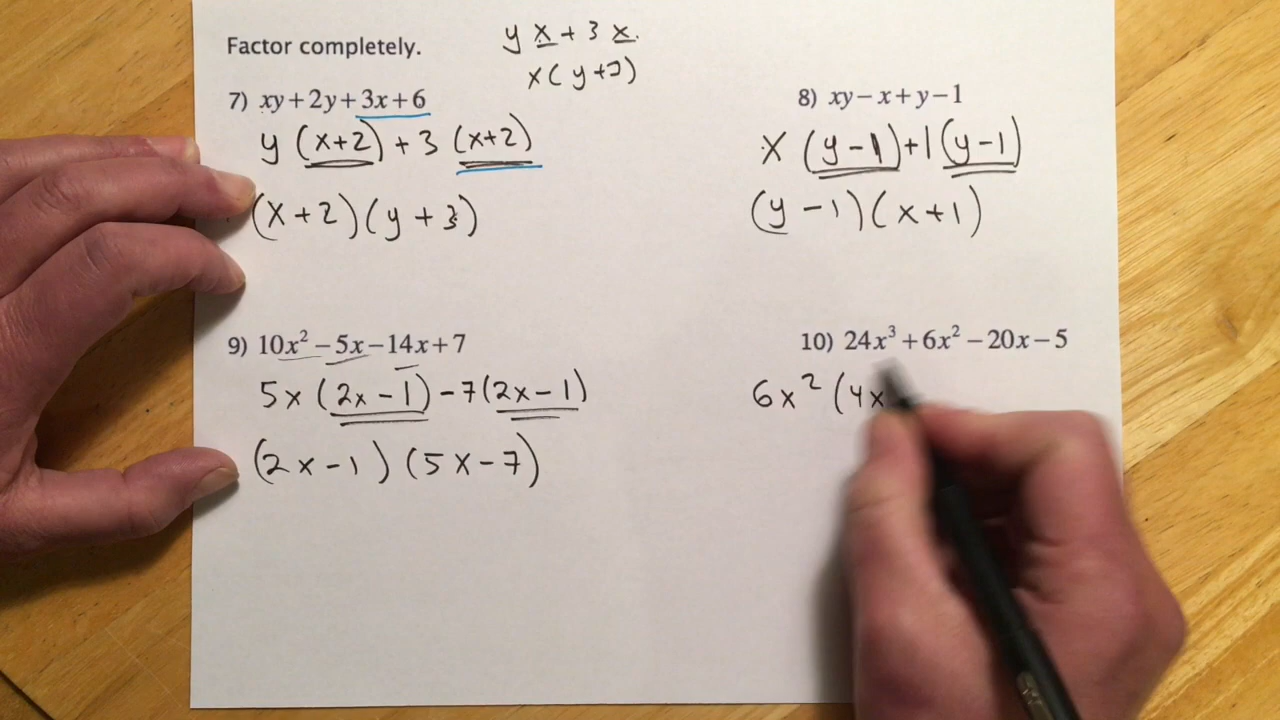 Factor completely.
yx + 3x.
x(y+3)
7) xy+2y+3x+6
y (x+2) + 3 (x+2)
(x+2)(y+3)
8) xy−x+y−1
x (y−1)+1(y−1)
(y−1)(x+1)
9) 10x²−5x−14x+7
5x (2x−1) −7(2x−1)
(2x−1)(5x−7)
10) 24x³+6x²−20x−5
6x² (4x